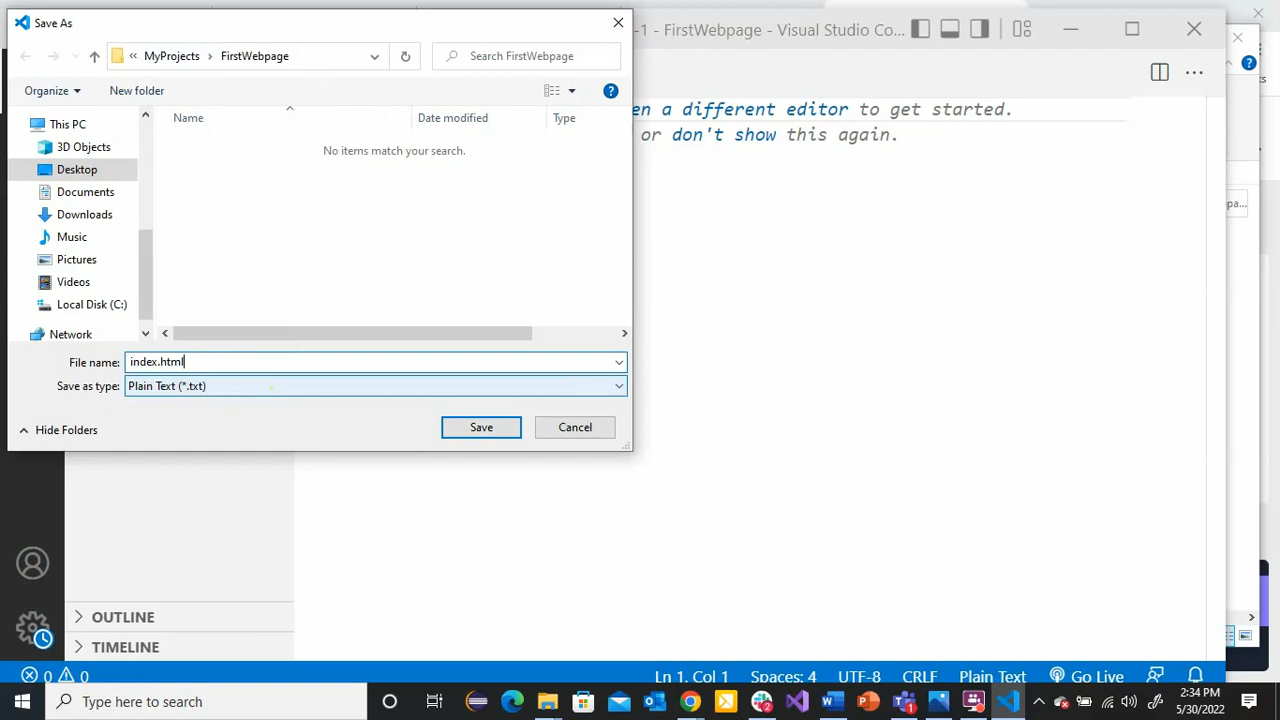 Save As
-1 - FirstWebpage - Visual Studio Co...
« MyProjects > FirstWebpage
Search FirstWebpage
Organize
New folder
en a different editor to get started.
or don't show this again.
Name
Date modified
Type
No items match your search.
This PC
3D Objects
Desktop
Documents
Downloads
Music
Pictures
Videos
Local Disk (C:)
Network
File name: index.html
Save as type: Plain Text (*.txt)
Hide Folders
Save
Cancel
OUTLINE
TIMELINE
0 0
Ln 1, Col 1
Spaces: 4
UTF-8
CRLF
Plain Text
Go Live
Type here to search
2:34 PM
5/30/2022